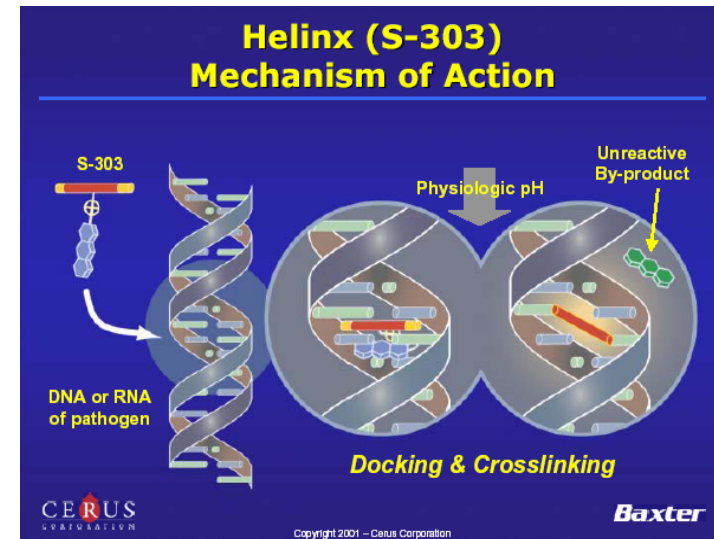 Helinx (S-303)
Mechanism of Action
S-303
Unreactive
By-product
Physiologic pH
DNA or RNA
of pathogen
Docking & Crosslinking
CERUS
CORPORATION
Baxter
Copyright 2001 – Cerus Corporation